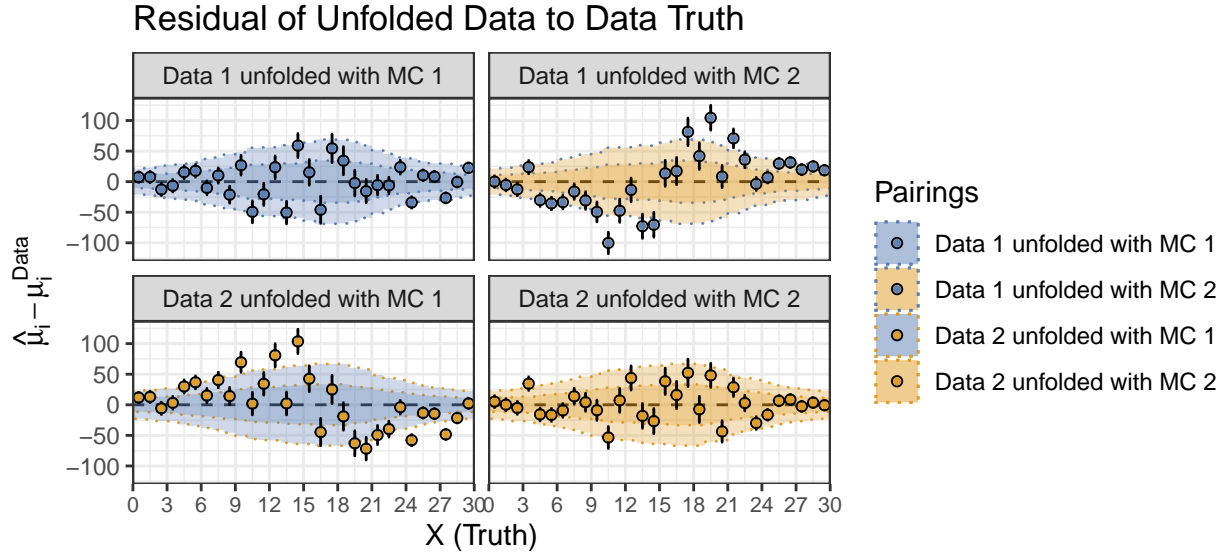 Residual of Unfolded Data to Data Truth
Data 1 unfolded with MC 1
Data 1 unfolded with MC 2
100
50
0
−50
−100
Data 2 unfolded with MC 1
Data 2 unfolded with MC 2
100
50
0
−50
−100
0 3 6 9 12 15 18 21 24 27 30
0 3 6 9 12 15 18 21 24 27 30
X (Truth)
μ̂ᵢ − μᵢᴰᵃᵗᵃ
Pairings
Data 1 unfolded with MC 1
Data 1 unfolded with MC 2
Data 2 unfolded with MC 1
Data 2 unfolded with MC 2